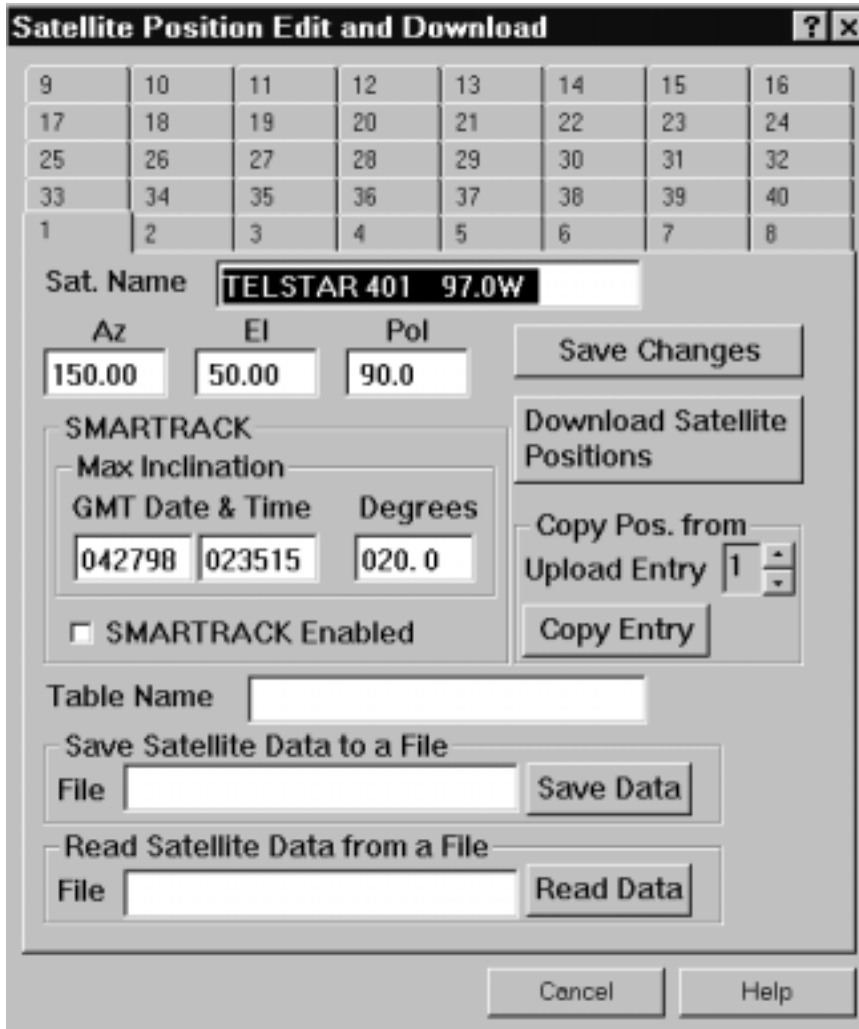 Satellite Position Edit and Download ? ×
9 10 11 12 13 14 15 16
17 18 19 20 21 22 23 24
25 26 27 28 29 30 31 32
33 34 35 36 37 38 39 40
1 2 3 4 5 6 7 8
Sat. Name TELSTAR 401 97.0W
Az El Pol
150.00 50.00 90.0
Save Changes
SMARTRACK
Max Inclination
GMT Date & Time Degrees
042798 023515 020.0
SMARTRACK Enabled
Download Satellite
Positions
Copy Pos. from
Upload Entry 1
Copy Entry
Table Name
Save Satellite Data to a File
File Save Data
Read Satellite Data from a File
File Read Data
Cancel Help